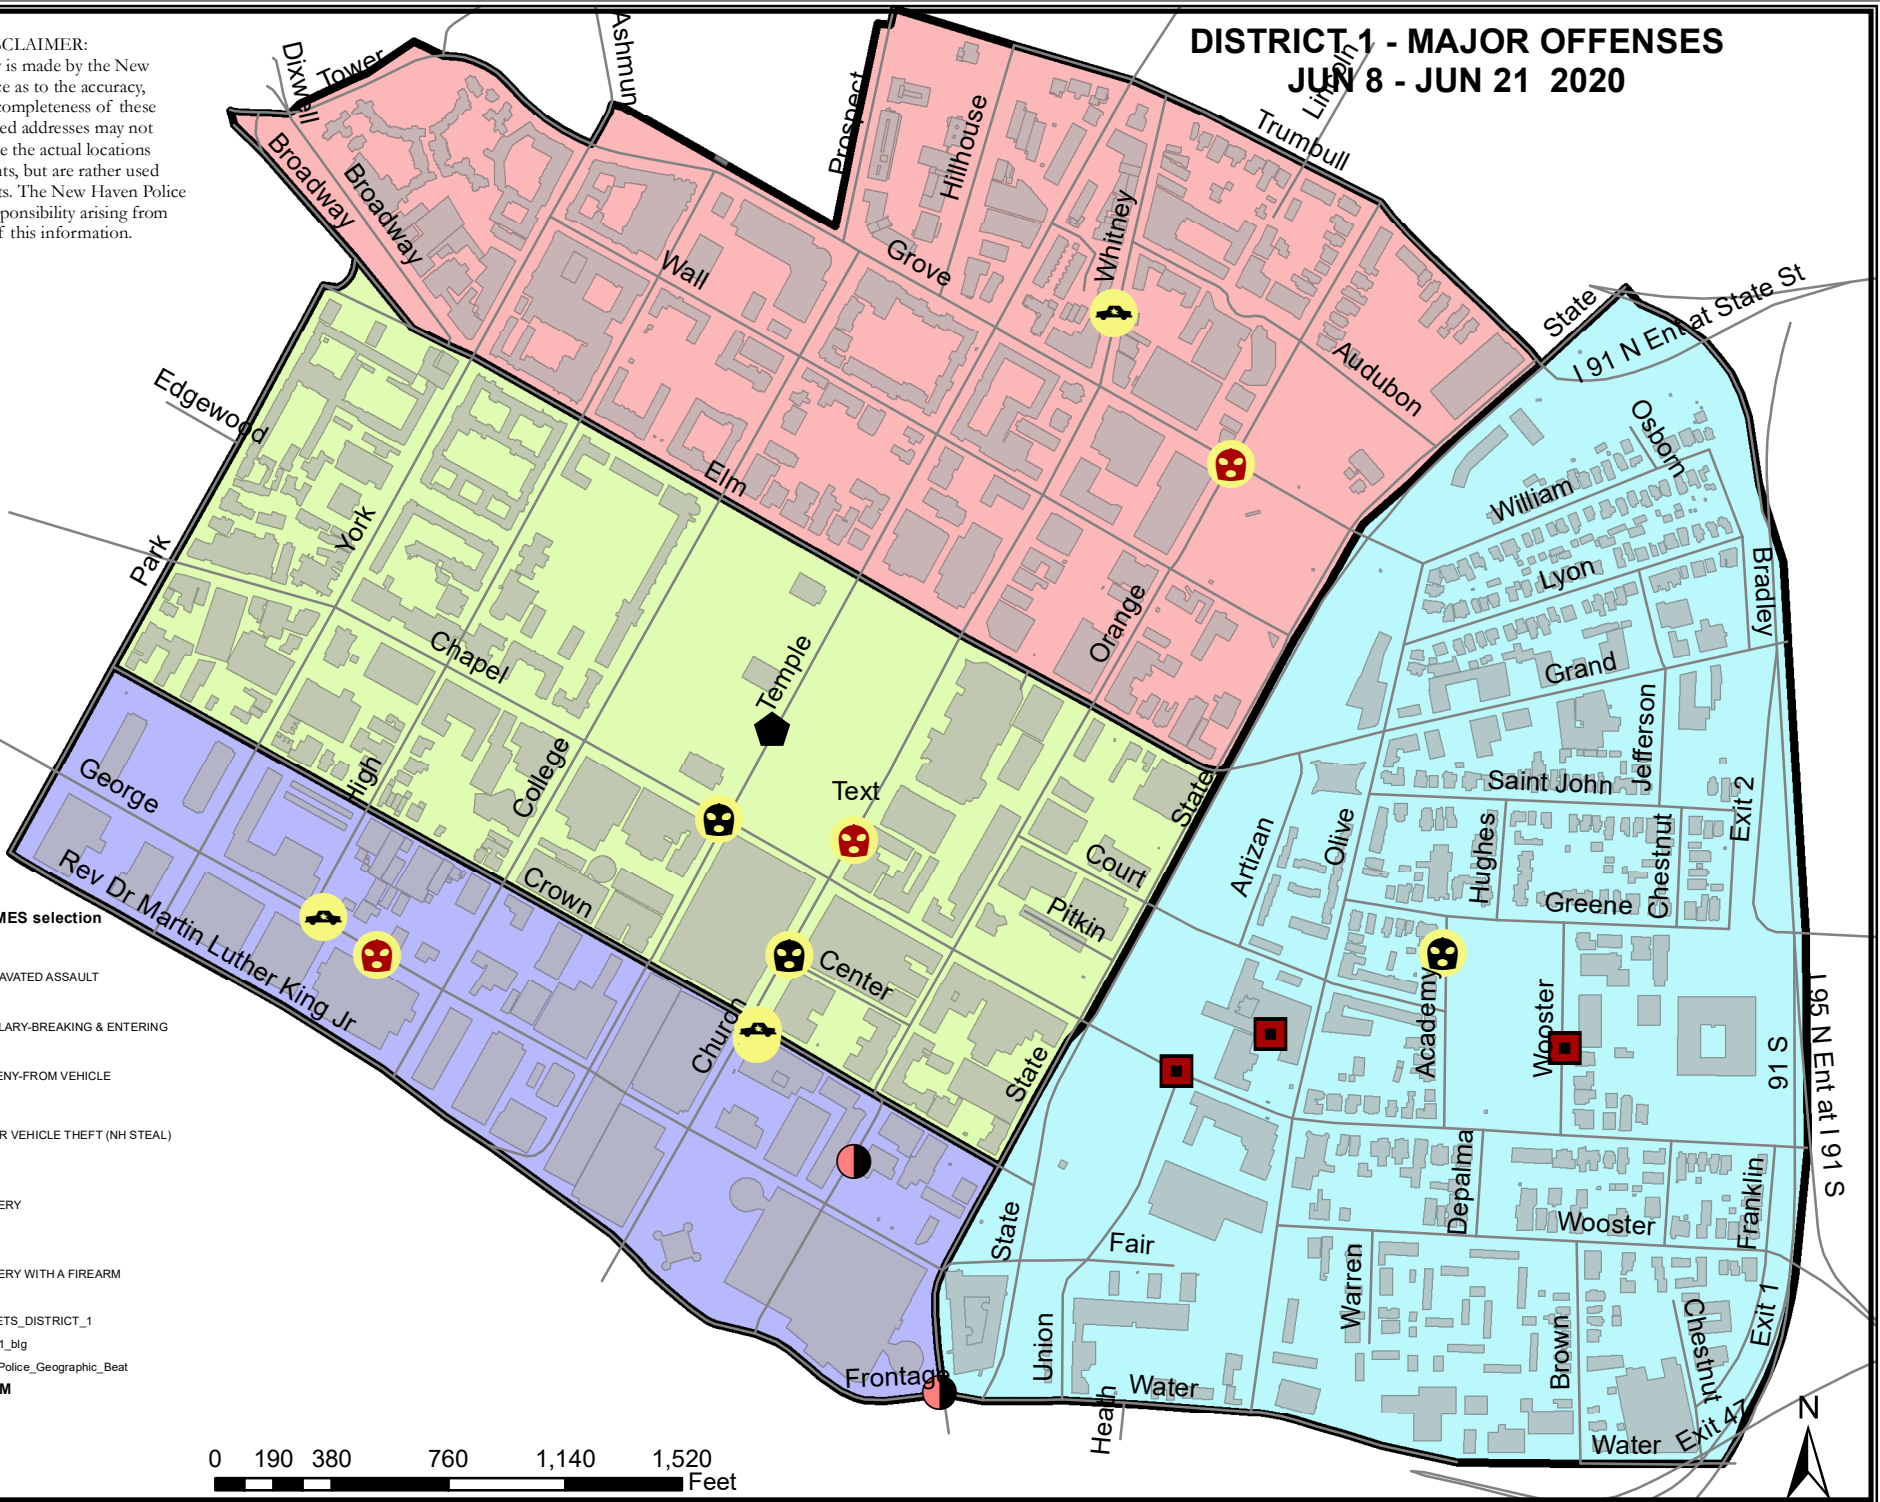 DISTRICT 1 - MAJOR OFFENSES
JUN 8 - JUN 21 2020
SCLAIMER:
is made by the New
ce as to the accuracy,
completeness of these
ed addresses may not
e the actual locations
nts, but are rather used
ts. The New Haven Police
ponsibility arising from
f this information.
Dixwell
Tower
Ashmun
Prospect
Hillhouse
Lincoln
Trumbull
Broadway
Broadway
Wall
Grove
Whitney
State
I 91 N Ent at State St
Audubon
Edgewood
Osborn
Elm
William
York
Park
Lyon
Bradley
Orange
Chapel
Temple
Grand
Jefferson
George
High
College
Text
State
Saint John
Exit 2
Artizan
Olive
Hughes
Chestnut
Court
Crown
Pitkin
Greene
Rev Dr Martin Luther King Jr
Center
Church
State
Academy
Wooster
91 S
I 95 N Ent at I 91 S
MES selection
AVATED ASSAULT
LARY-BREAKING & ENTERING
ENY-FROM VEHICLE
R VEHICLE THEFT (NH STEAL)
ERY
ERY WITH A FIREARM
ETS_DISTRICT_1
1_blg
Police_Geographic_Beat
M
Depalma
Franklin
State
Fair
Wooster
Warren
Union
Brown
Chestnut
Exit 1
Frontage
Water
Heath
Water
Exit 47
N
0 190 380 760 1,140 1,520
Feet